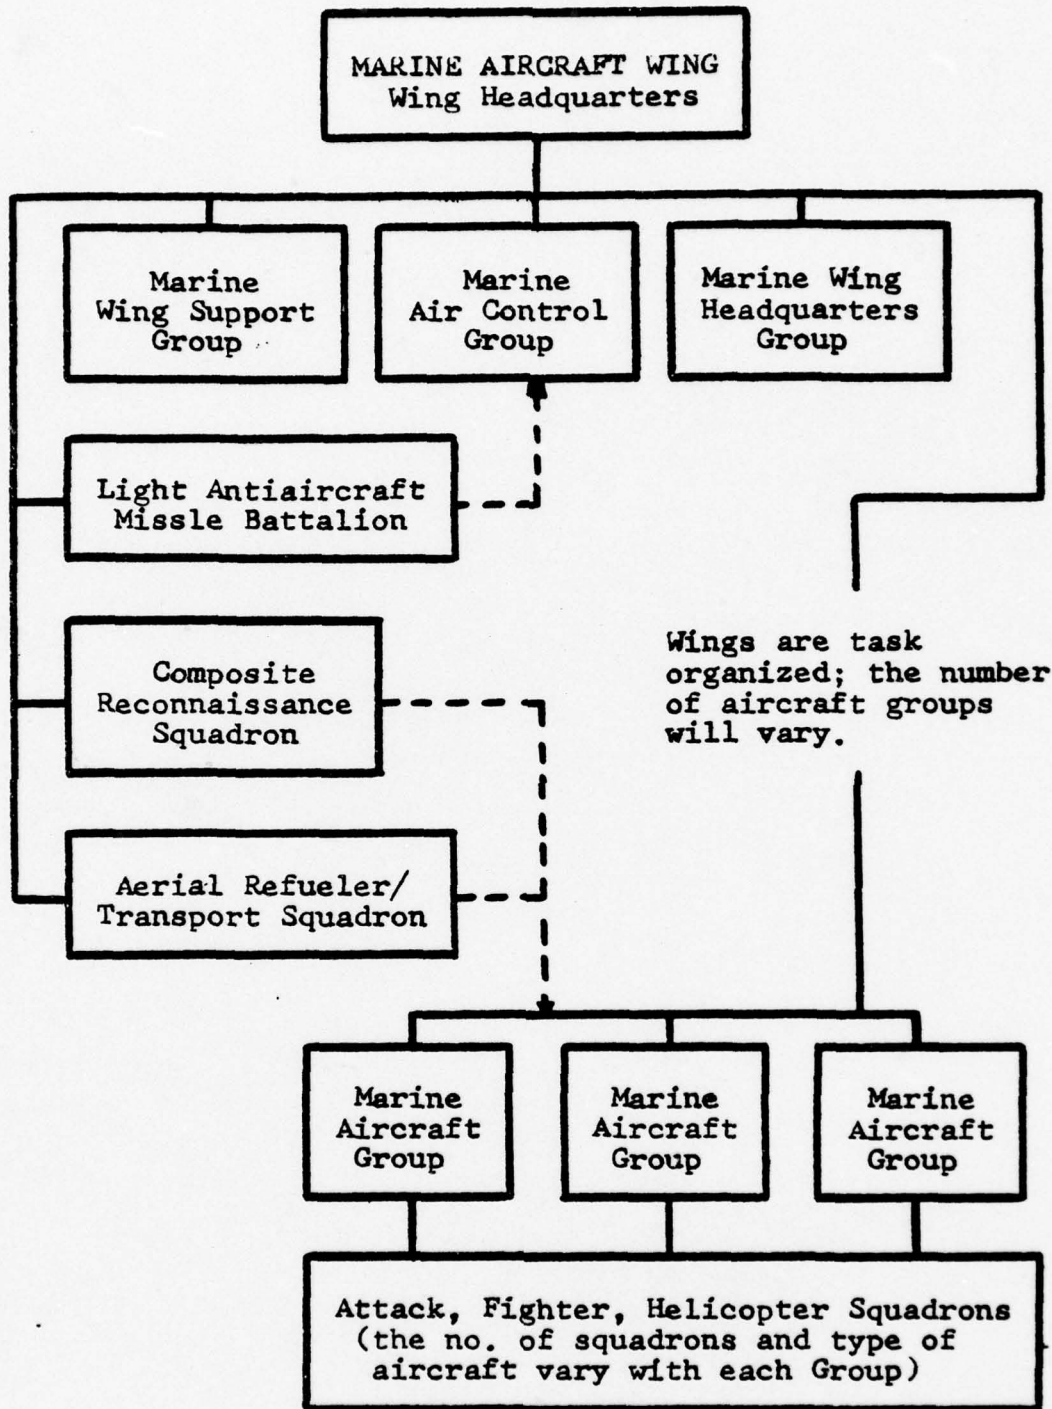 MARINE AIRCRAFT WING
Wing Headquarters
Marine
Wing Support
Group
Marine
Air Control
Group
Marine Wing
Headquarters
Group
Light Antiaircraft
Missle Battalion
Composite
Reconnaissance
Squadron
Wings are task
organized; the number
of aircraft groups
will vary.
Aerial Refueler/
Transport Squadron
Marine
Aircraft
Group
Marine
Aircraft
Group
Marine
Aircraft
Group
Attack, Fighter, Helicopter Squadrons
(the no. of squadrons and type of
aircraft vary with each Group)